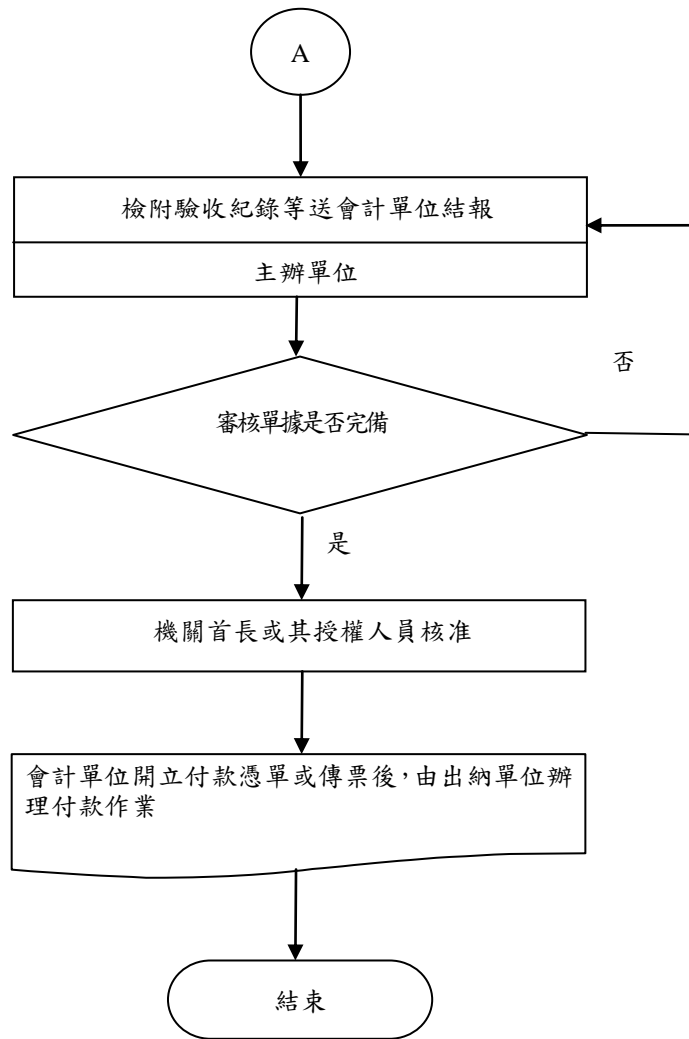 A
檢附驗收紀錄等送會計單位結報
主辦單位
否
審核單據是否完備
是
機關首長或其授權人員核准
會計單位開立付款憑單或傳票後，由出納單位辦
理付款作業
結束